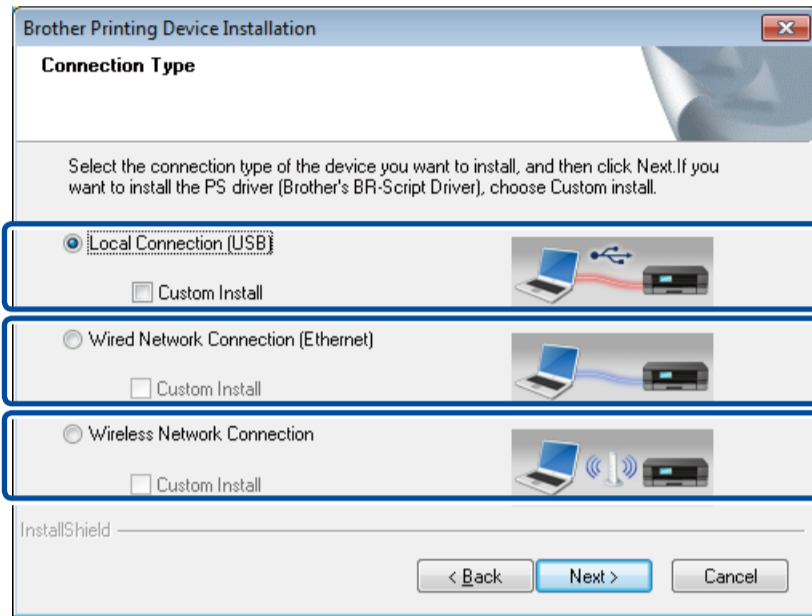 Brother Printing Device Installation
Connection Type
Select the connection type of the device you want to install, and then click Next.If you
want to install the PS driver (Brother's BR-Script Driver), choose Custom install.
Local Connection (USB)
Custom Install
Wired Network Connection (Ethernet)
Custom Install
Wireless Network Connection
Custom Install
InstallShield
< Back Next > Cancel